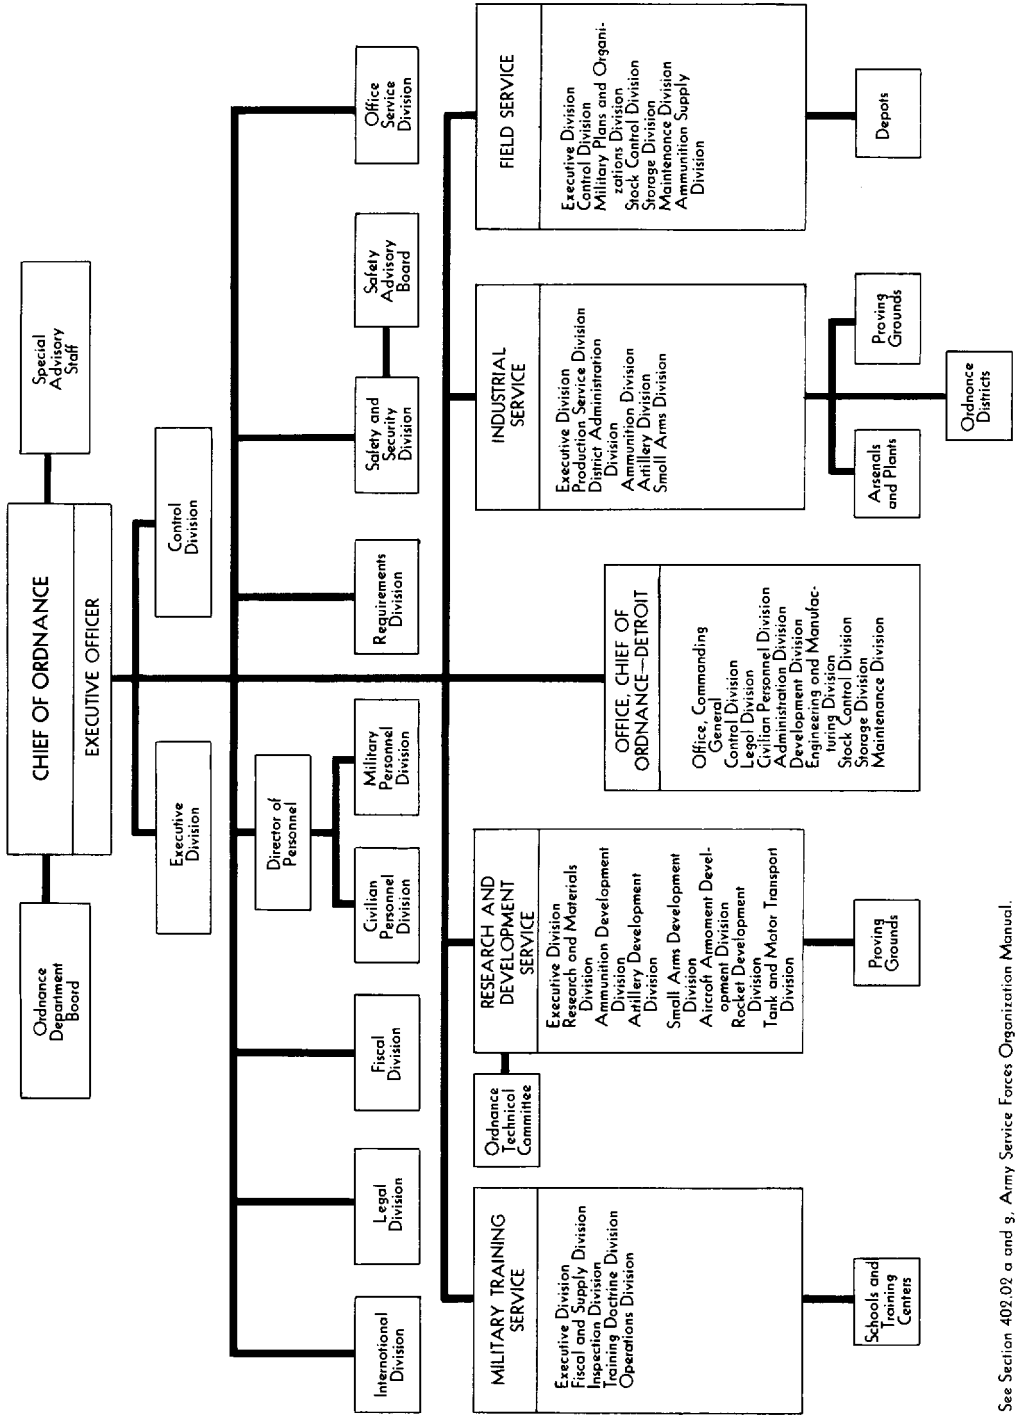 CHIEF OF ORDNANCE
EXECUTIVE OFFICER
Ordnance
Department
Board
Special
Advisory
Staff
Executive
Division
Control
Division
International
Division
Legal
Division
Fiscal
Division
Director of
Personnel
Civilian
Personnel
Division
Military
Personnel
Division
Requirements
Division
Safety and
Security
Division
Safety
Advisory
Board
Office
Service
Division
MILITARY TRAINING
SERVICE
Executive Division
Fiscal and Supply Division
Inspection Division
Training Doctrine Division
Operations Division
Schools and
Training
Centers
Ordnance
Technical
Committee
RESEARCH AND
DEVELOPMENT
SERVICE
Executive Division
Research and Materials
Division
Ammunition Development
Division
Artillery Development
Division
Small Arms Development
Division
Aircroft Armoment Devel-
opment Division
Rocket Development
Division
Tank and Motor Transport
Division
Proving
Grounds
OFFICE, CHIEF OF
ORDNANCE—DETROIT
Office, Commanding
General
Control Division
Legal Division
Civilian Personnel Division
Administration Division
Development Division
Engineering and Manufac-
turing Division
Stock Control Division
Storage Division
Maintenance Division
INDUSTRIAL
SERVICE
Executive Division
Production Service Division
District Administration
Division
Ammunition Division
Artillery Division
Small Arms Division
Arsenals
and Plants
Proving
Grounds
Ordnonce
Districts
FIELD SERVICE
Executive Division
Control Division
Military Plans and Organi-
zations Division
Stock Control Division
Storage Division
Maintenance Division
Ammunition Supply
Division
Depots
See Section 402.02 a and g, Army Service Forces Organization Manual.